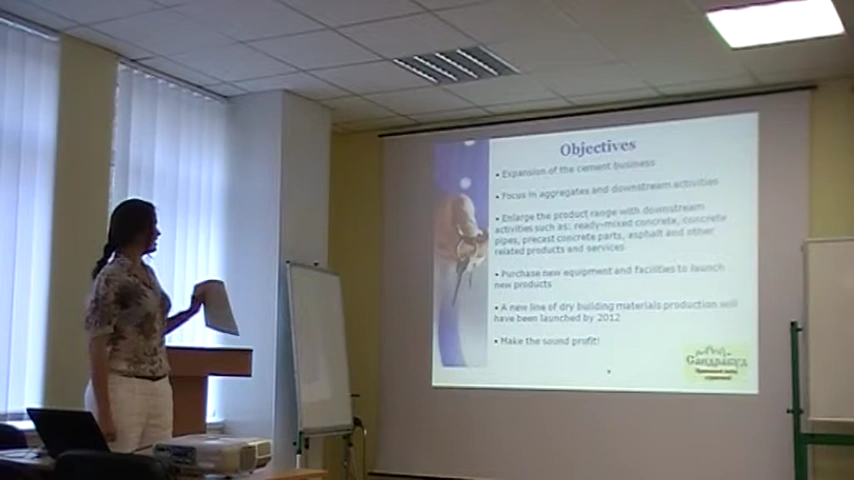 Objectives
• Expansion of the cement business
• Focus in aggregates and downstream activities
• Enlarge the product range with downstream
activities such as: ready-mixed concrete, concrete
pipes, precast concrete parts, asphalt and other
related products and services
• Purchase new equipment and facilities to launch
new products
• A new line of dry building materials production will
have been launched by 2012
• Make the sound profit!